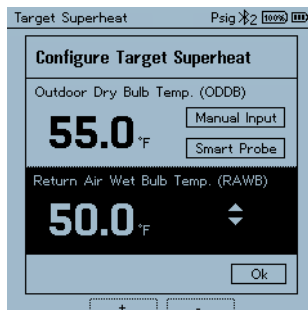 Target Superheat Psig 2 100%
Configure Target Superheat
Outdoor Dry Bulb Temp. (ODDB)
55.0 °F
Manual Input
Smart Probe
Return Air Wet Bulb Temp. (RAWB)
50.0 °F
Ok
+ -